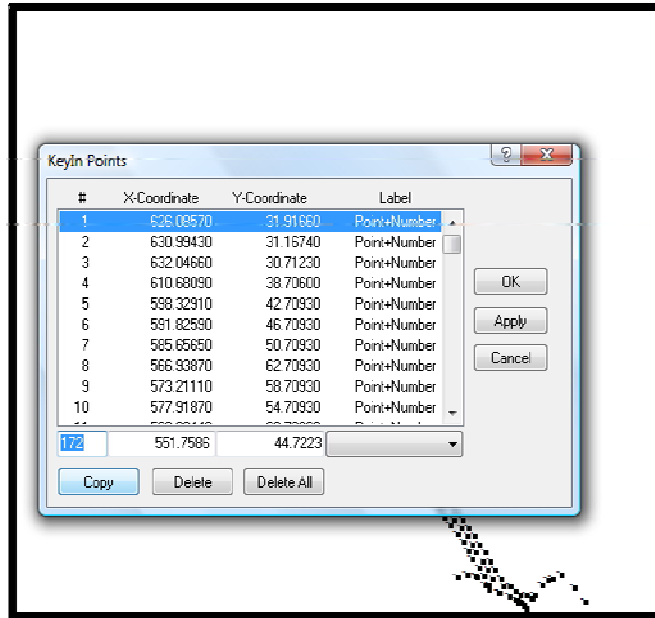 KeyIn Points
# X-Coordinate Y-Coordinate Label
1 626.08570 31.91660 Point+Number
2 630.99430 31.16740 Point+Number
3 632.04660 30.71230 Point+Number
4 610.68090 38.70600 Point+Number
5 598.32910 42.70930 Point+Number
6 591.82590 46.70930 Point+Number
7 585.65650 50.70930 Point+Number
8 566.93870 62.70930 Point+Number
9 573.21110 58.70930 Point+Number
10 577.91870 54.70930 Point+Number
172 551.7586 44.7223
OK
Apply
Cancel
Copy Delete Delete All